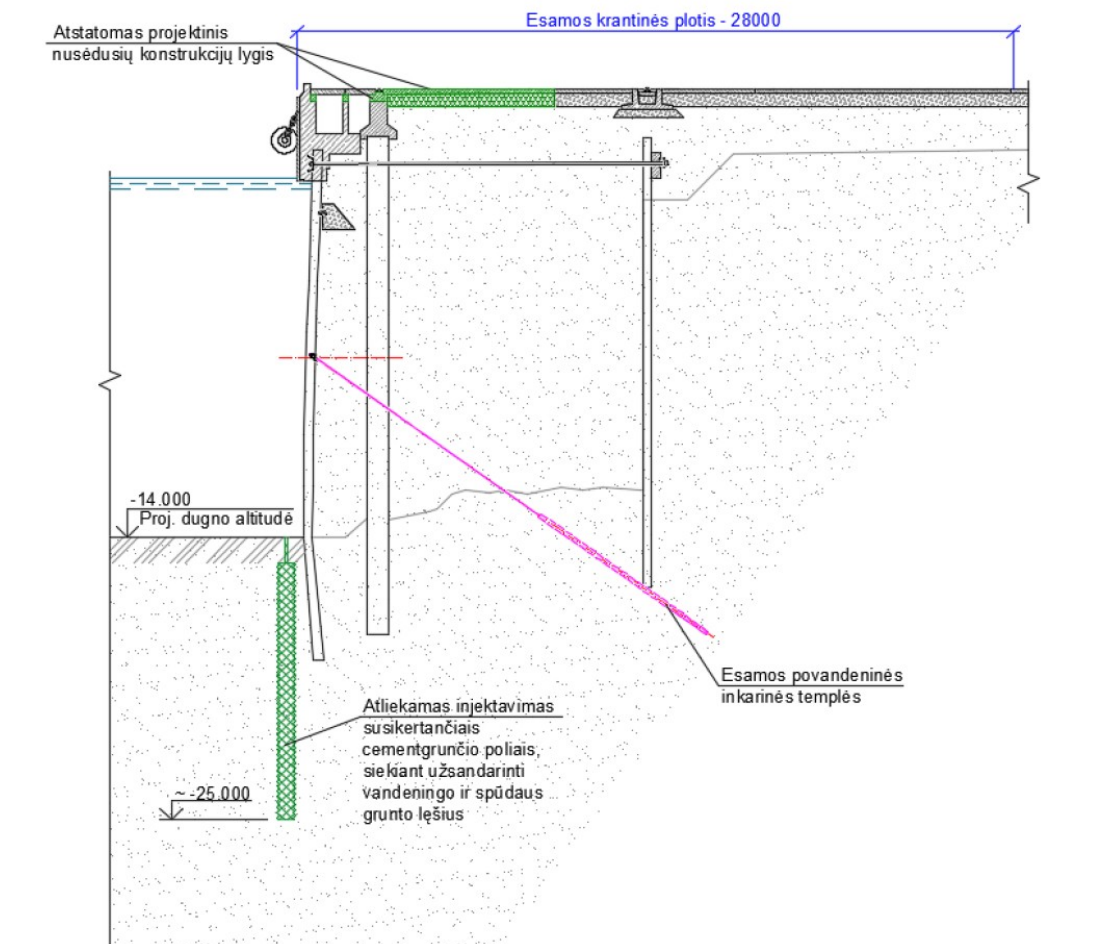 Esamos krantinės plotis - 28000
Atstatomas projektinis
nusėdusių konstrukcijų lygis
-14.000
Proj. dugno altitudė
Esamos povandeninės
inkarinės templės
Atliekamas injektavimas
susikertančiais
cementgrunčio poliais,
siekiant užsandarinti
vandeningo ir spūdaus
grunto lęšius
~ -25.000